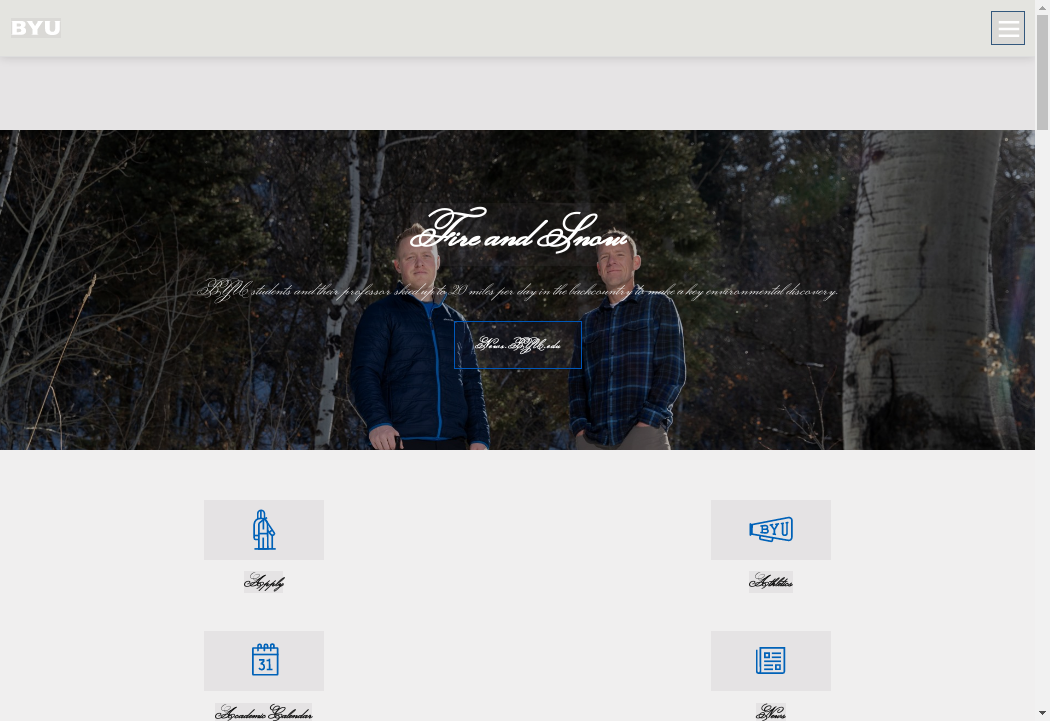 BYU
Fire and Snow
BYU students and their professor skied up to 20 miles per day in the backcountry to make a key environmental discovery.
News.BYU.edu
BYU
Apply
Athletics
31
Academic Calendar
News